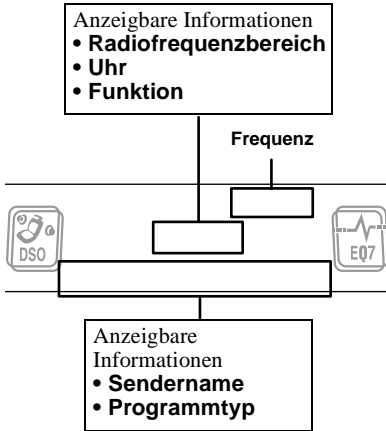 Anzeigbare Informationen
• Radiofrequenzbereich
• Uhr
• Funktion
Frequenz
DSO
EQ7
Anzeigbare
Informationen
• Sendername
• Programmtyp